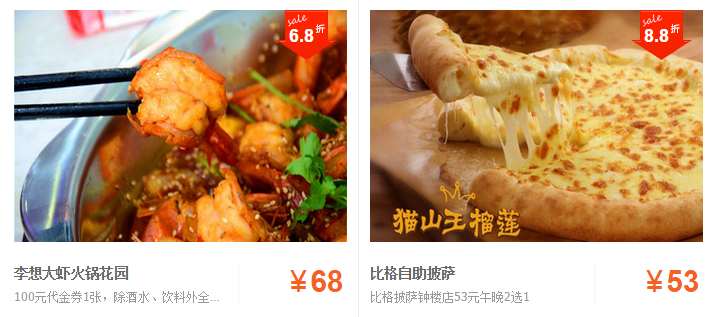 sale
6.8折
sale
8.8折
猫山王榴莲
李想大虾火锅花园
¥68
100元代金券1张，除酒水、饮料外全...
比格自助披萨
¥53
比格披萨钟楼店53元午晚2选1